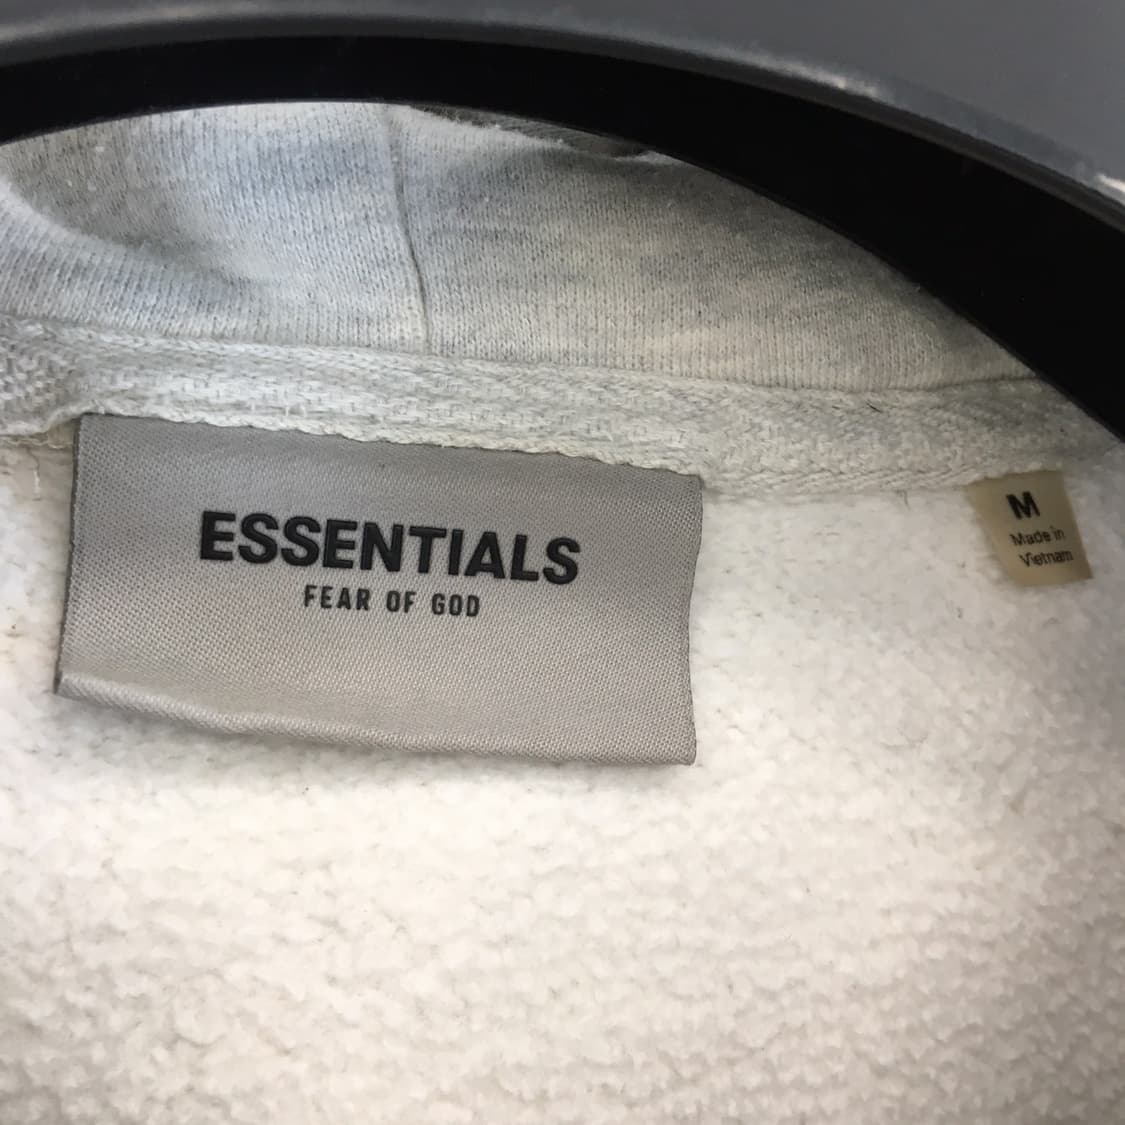 ESSENTIALS
FEAR OF GOD
M
Made in
Vietnam